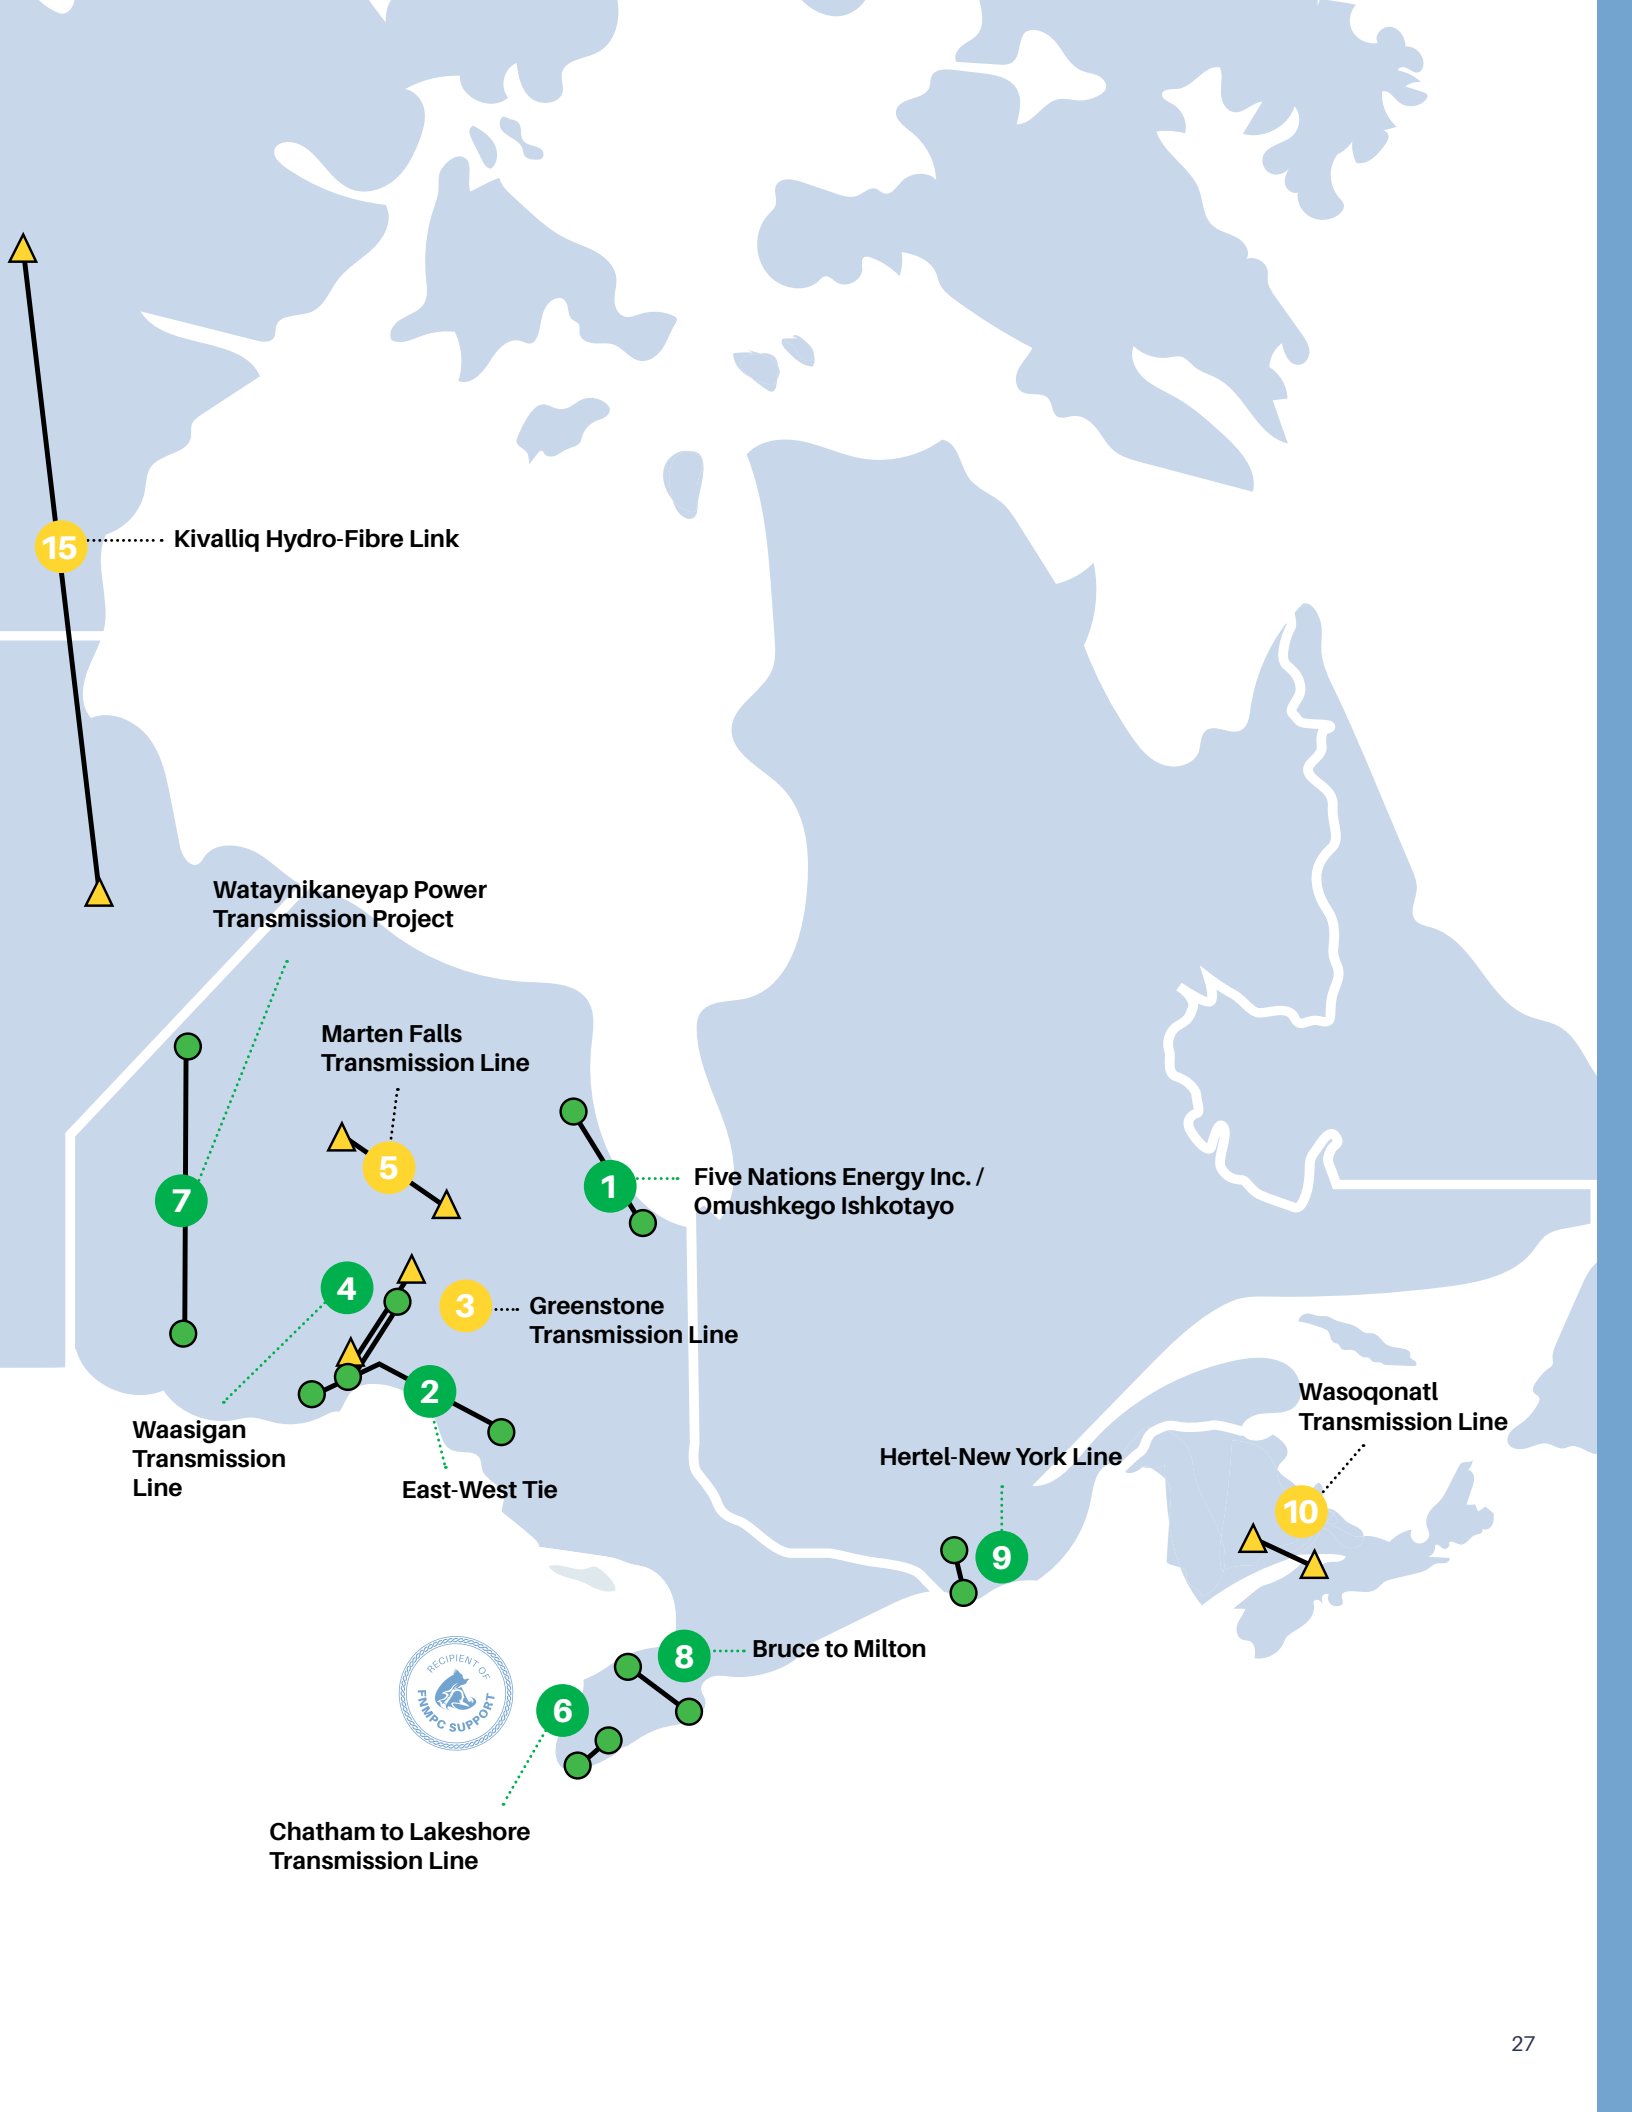 15
Kivalliq Hydro-Fibre Link
Wataynikaneyap Power
Transmission Project
Marten Falls
Transmission Line
5
7
1
Five Nations Energy Inc. /
Omushkego Ishkotayo
4
3
Greenstone
Transmission Line
2
Waasigan
Transmission
Line
East-West Tie
Hertel-New York Line
9
Wasoqonatl
Transmission Line
10
8
Bruce to Milton
RECIPIENT OF
FNMPC SUPPORT
6
Chatham to Lakeshore
Transmission Line
27